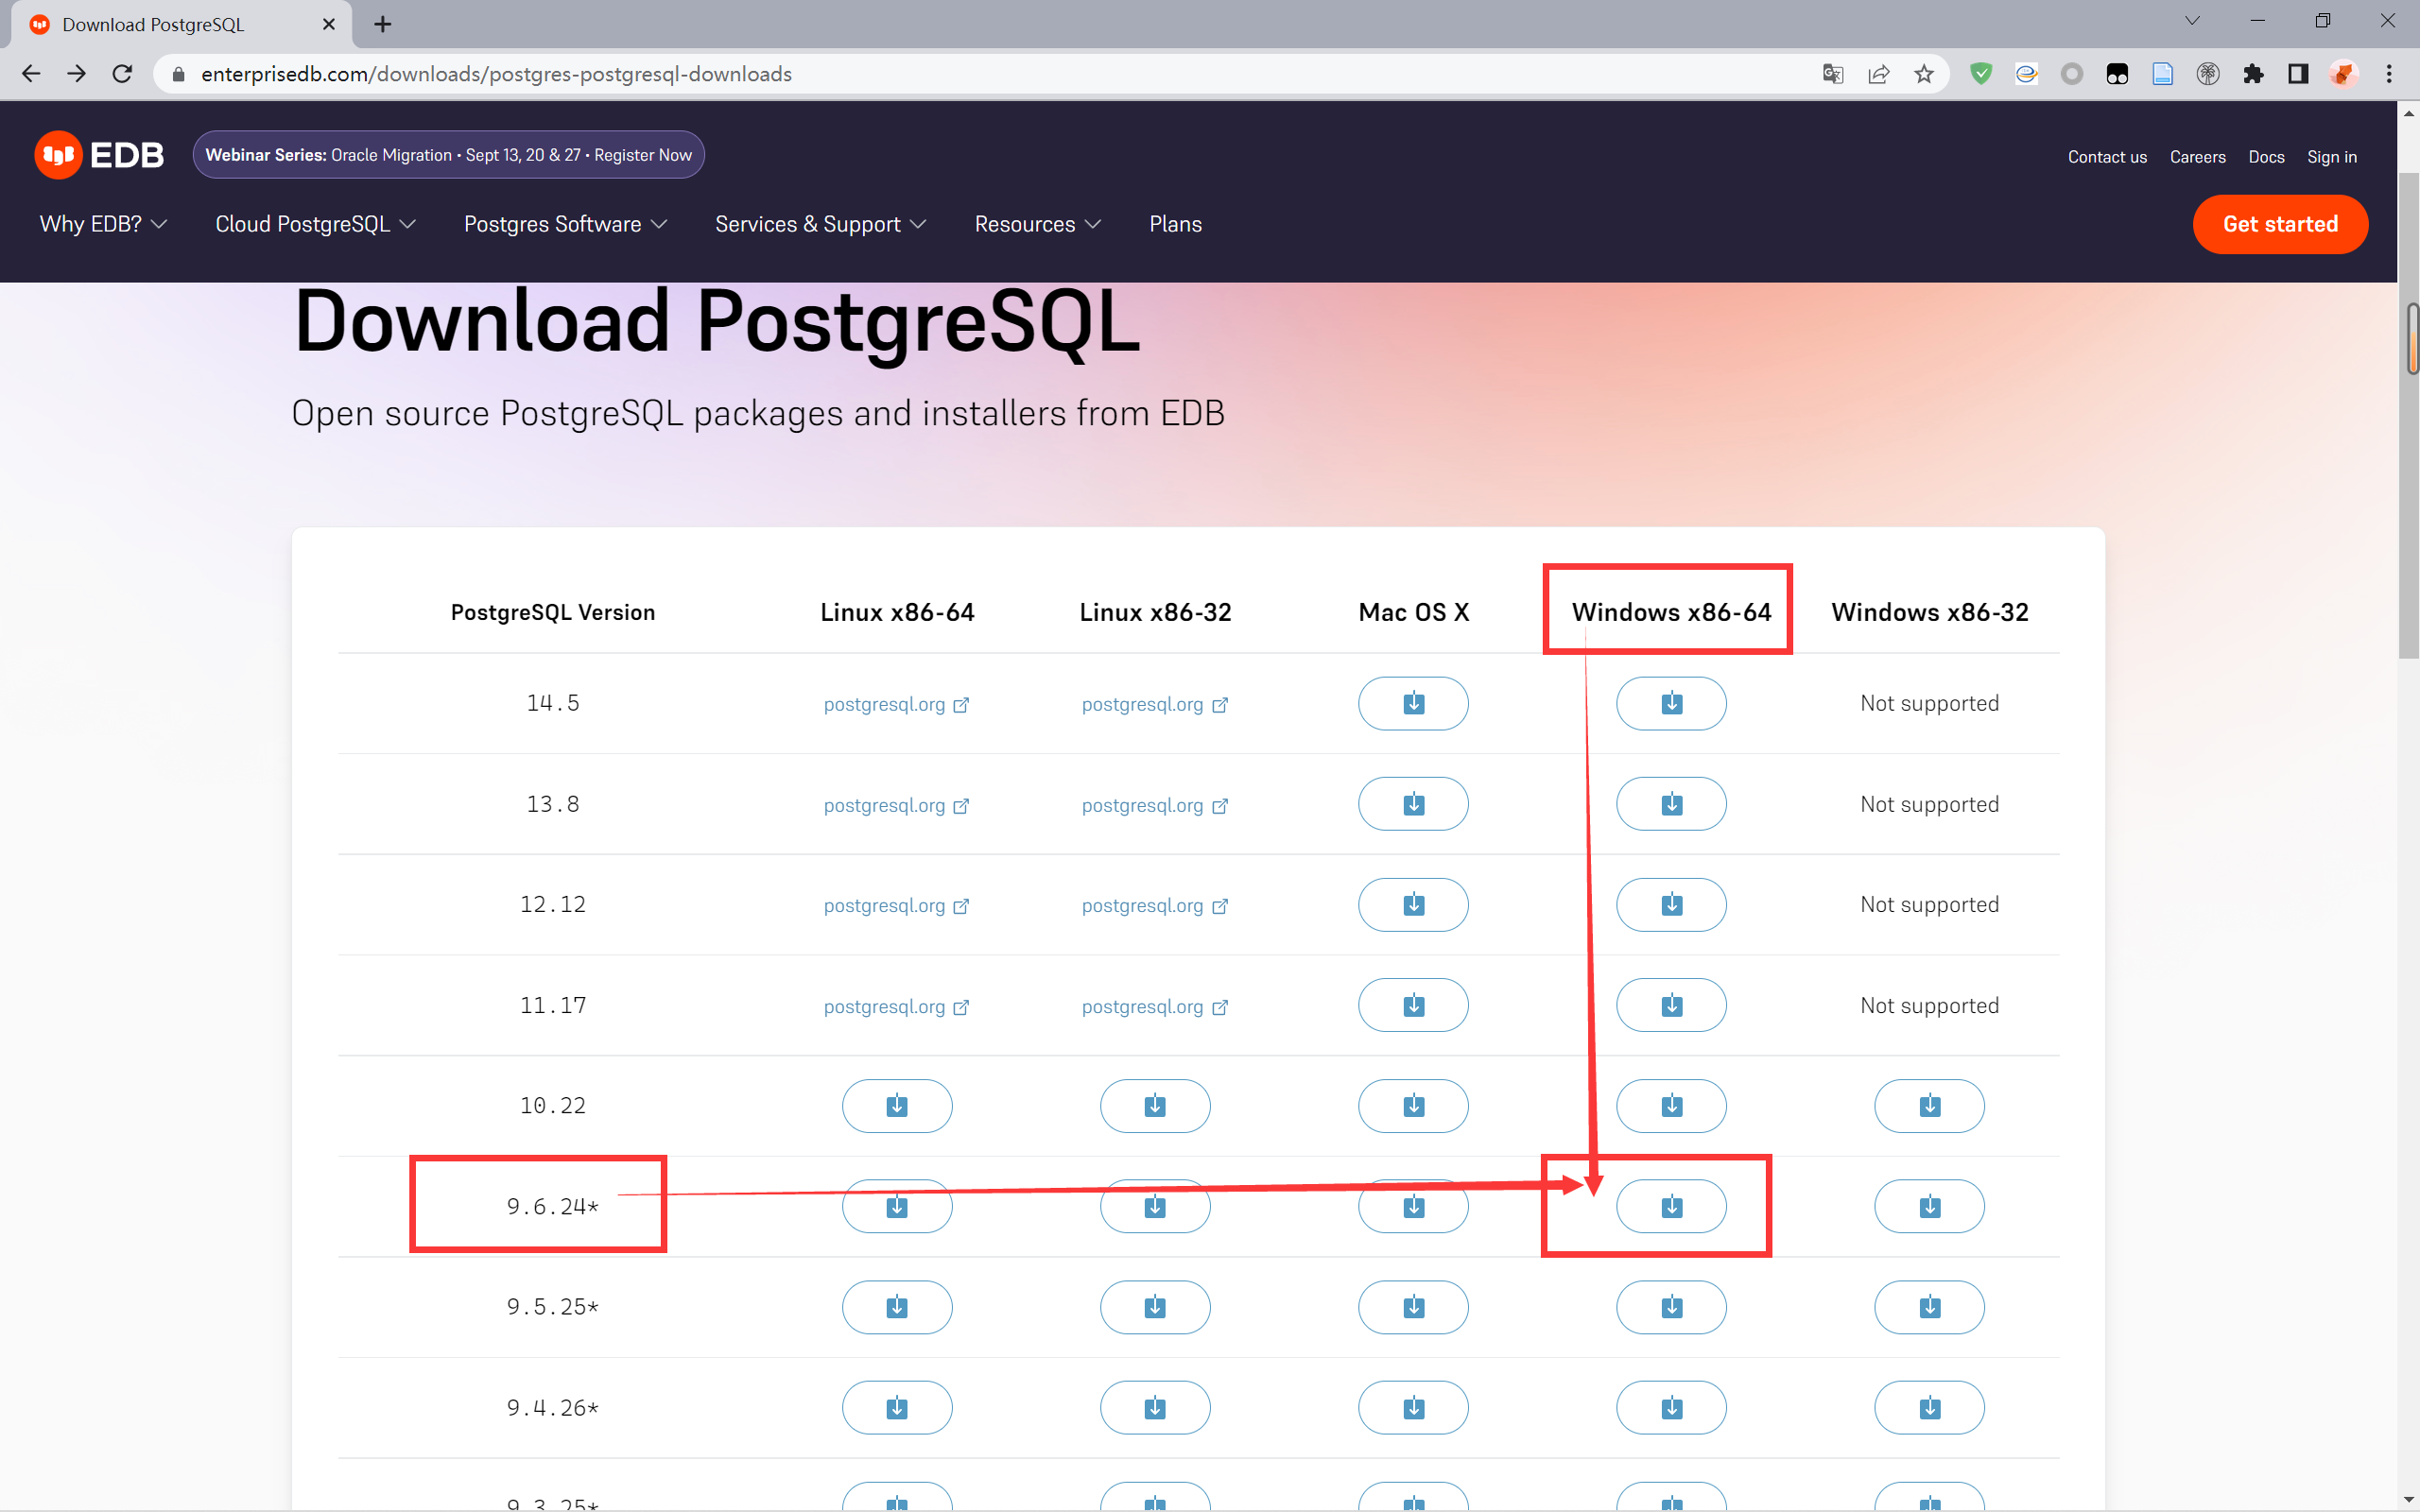 Download PostgreSQL
enterprisedb.com/downloads/postgres-postgresql-downloads
EDB
Webinar Series: Oracle Migration • Sept 13, 20 & 27 • Register Now
Contact us Careers Docs Sign in
Why EDB? Cloud PostgreSQL Postgres Software Services & Support Resources Plans
Get started
Download PostgreSQL
Open source PostgreSQL packages and installers from EDB
PostgreSQL Version Linux x86-64 Linux x86-32 Mac OS X Windows x86-64 Windows x86-32
14.5 postgresql.org postgresql.org Not supported
13.8 postgresql.org postgresql.org Not supported
12.12 postgresql.org postgresql.org Not supported
11.17 postgresql.org postgresql.org Not supported
10.22
9.6.24*
9.5.25*
9.4.26*
9.3.25*